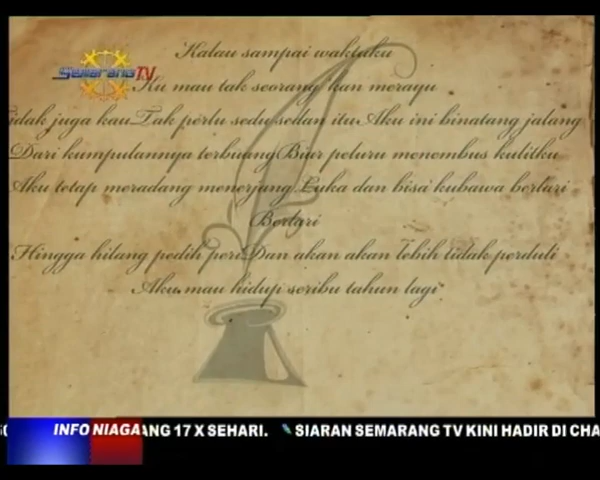 Kalau sampai waktuku
SemarangTV
Ku mau tak seorang kan merayu
idak juga kau Tak perlu sedu sedan itu Aku ini binatang jalang
Dari kumpulannya terbuang Biar peluru menembus kulitku
Aku tetap meradang menerjang Luka dan bisa kubawa berlari
Berlari
Hingga hilang pedih peri Dan akan akan lebih tidak perduli
Aku mau hidup seribu tahun lagi
INFO NIAGA ANG 17 X SEHARI. SIARAN SEMARANG TV KINI HADIR DI CHA